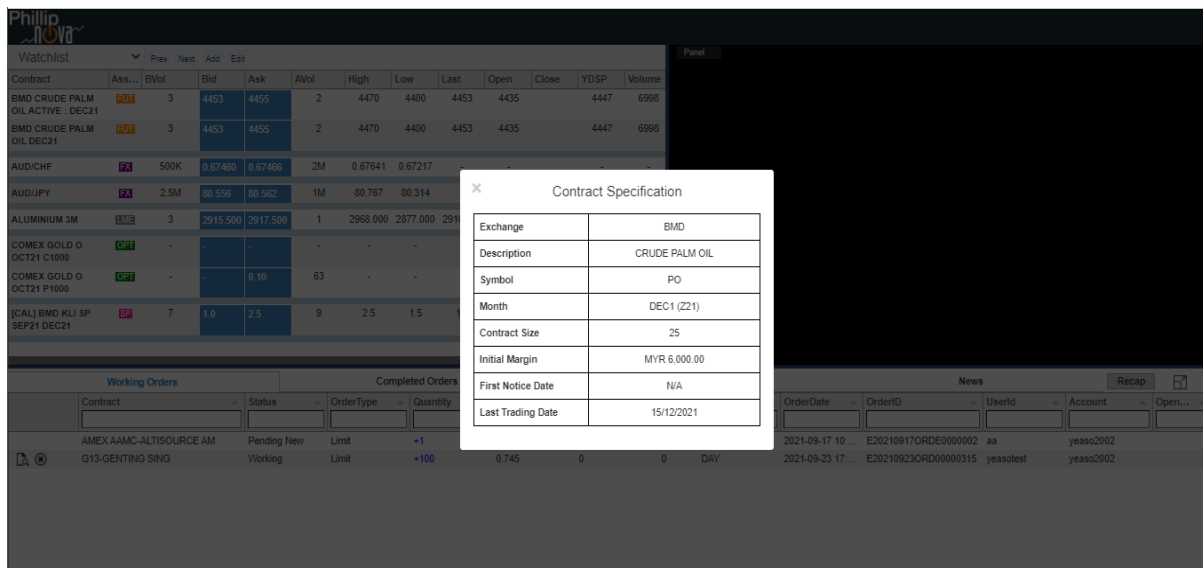 Phillip
nova
Watchlist Prev Next Add Edit
Panel
Contract Ass... BVol Bid Ask AVol High Low Last Open Close YDSP Volume
BMD CRUDE PALM OIL ACTIVE : DEC21 FUT 3 4453 4455 2 4470 4400 4453 4435 4447 6998
BMD CRUDE PALM OIL DEC21 FUT 3 4453 4455 2 4470 4400 4453 4435 4447 6998
AUD/CHF FX 500K 0.67460 0.67466 2M 0.67641 0.67217 - - - -
AUD/JPY FX 2.5M 80.556 80.562 1M 80.767 80.314
ALUMINIUM 3M LME 3 2915.500 2917.500 1 2968.000 2877.000
COMEX GOLD O OCT21 C1000 OPT - - - - - -
COMEX GOLD O OCT21 P1000 OPT - - 0.10 63 - -
[CAL] BMD KLI SP SEP21 DEC21 SP 7 1.0 2.5 9 2.5 1.5
Contract Specification
Exchange BMD
Description CRUDE PALM OIL
Symbol PO
Month DEC1 (Z21)
Contract Size 25
Initial Margin MYR 6,000.00
First Notice Date N/A
Last Trading Date 15/12/2021
Working Orders Completed Orders News Recap
Contract Status OrderType Quantity OrderDate OrderID UserId Account Open...
AMEX AAMC-ALTISOURCE AM Pending New Limit +1 2021-09-17 10:... E20210917ORDE0000002 aa yeaso2002
G13-GENTING SING Working Limit +100 0.745 0 0 DAY 2021-09-23 17:... E20210923ORD00000315 yeasotest yeaso2002